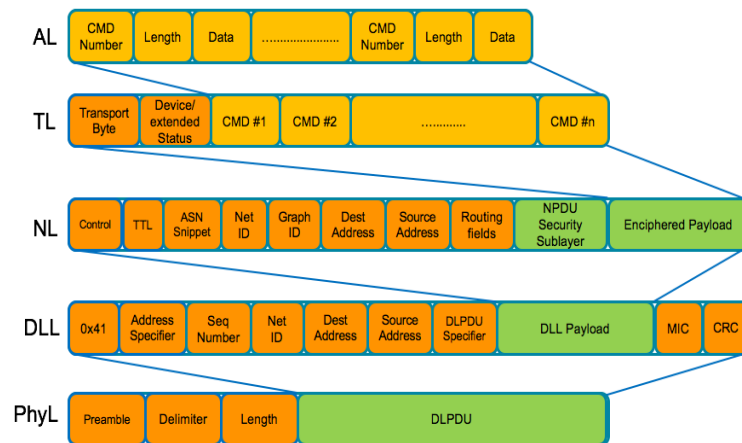 AL
CMD Number
Length
Data
......................
CMD Number
Length
Data
TL
Transport Byte
Device/ extended Status
CMD #1
CMD #2
.............
CMD #n
NL
Control
TTL
ASN Snippet
Net ID
Graph ID
Dest Address
Source Address
Routing fields
NPDU Security Sublayer
Enciphered Payload
DLL
0x41
Address Specifier
Seq Number
Net ID
Dest Address
Source Address
DLPDU Specifier
DLL Payload
MIC
CRC
PhyL
Preamble
Delimiter
Length
DLPDU